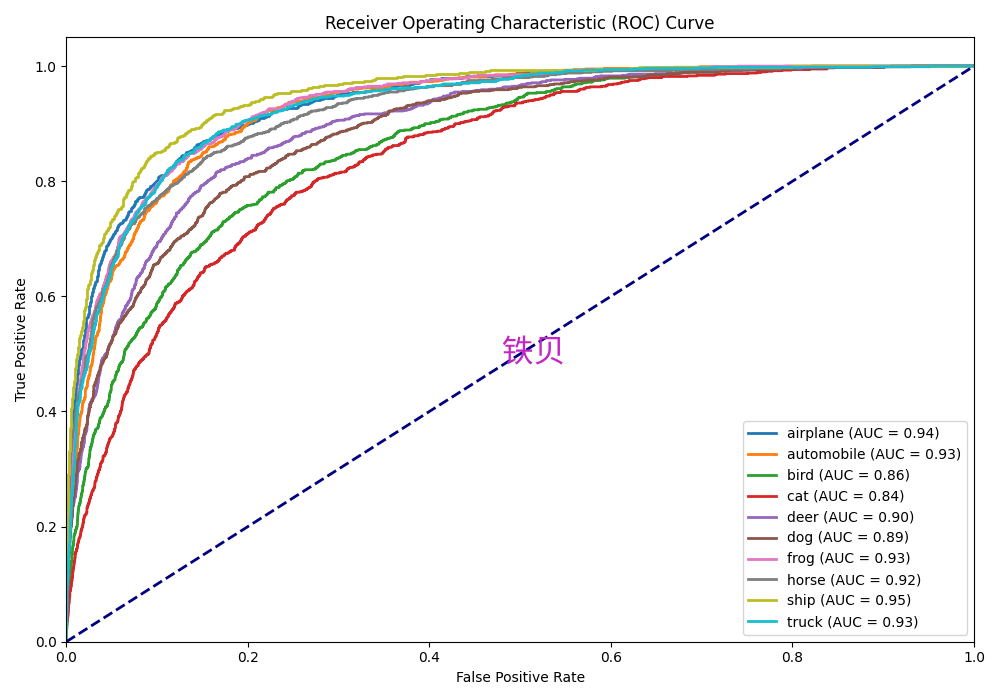 Receiver Operating Characteristic (ROC) Curve
True Positive Rate
1.0
0.8
0.6
0.4
0.2
0.0
铁贝
airplane (AUC = 0.94)
automobile (AUC = 0.93)
bird (AUC = 0.86)
cat (AUC = 0.84)
deer (AUC = 0.90)
dog (AUC = 0.89)
frog (AUC = 0.93)
horse (AUC = 0.92)
ship (AUC = 0.95)
truck (AUC = 0.93)
0.0 0.2 0.4 0.6 0.8 1.0
False Positive Rate